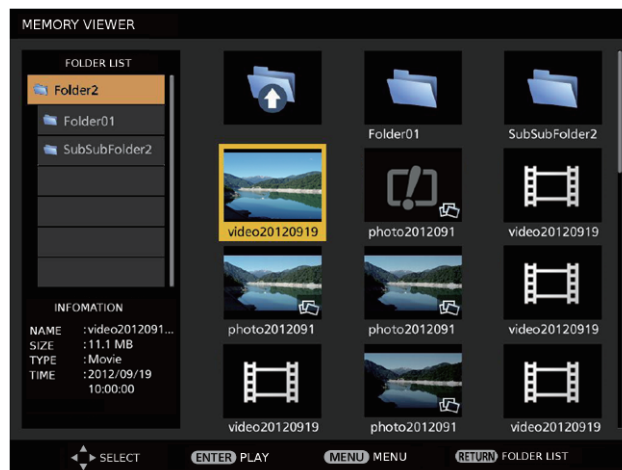 MEMORY VIEWER
FOLDER LIST
Folder2
Folder01
SubSubFolder2
INFOMATION
NAME :video2012091...
SIZE :11.1 MB
TYPE :Movie
TIME :2012/09/19
10:00:00
Folder01 SubSubFolder2
video20120919 photo2012091 video20120919
photo2012091 photo2012091 video20120919
video20120919 photo2012091 video20120919
SELECT ENTER PLAY MENU MENU RETURN FOLDER LIST